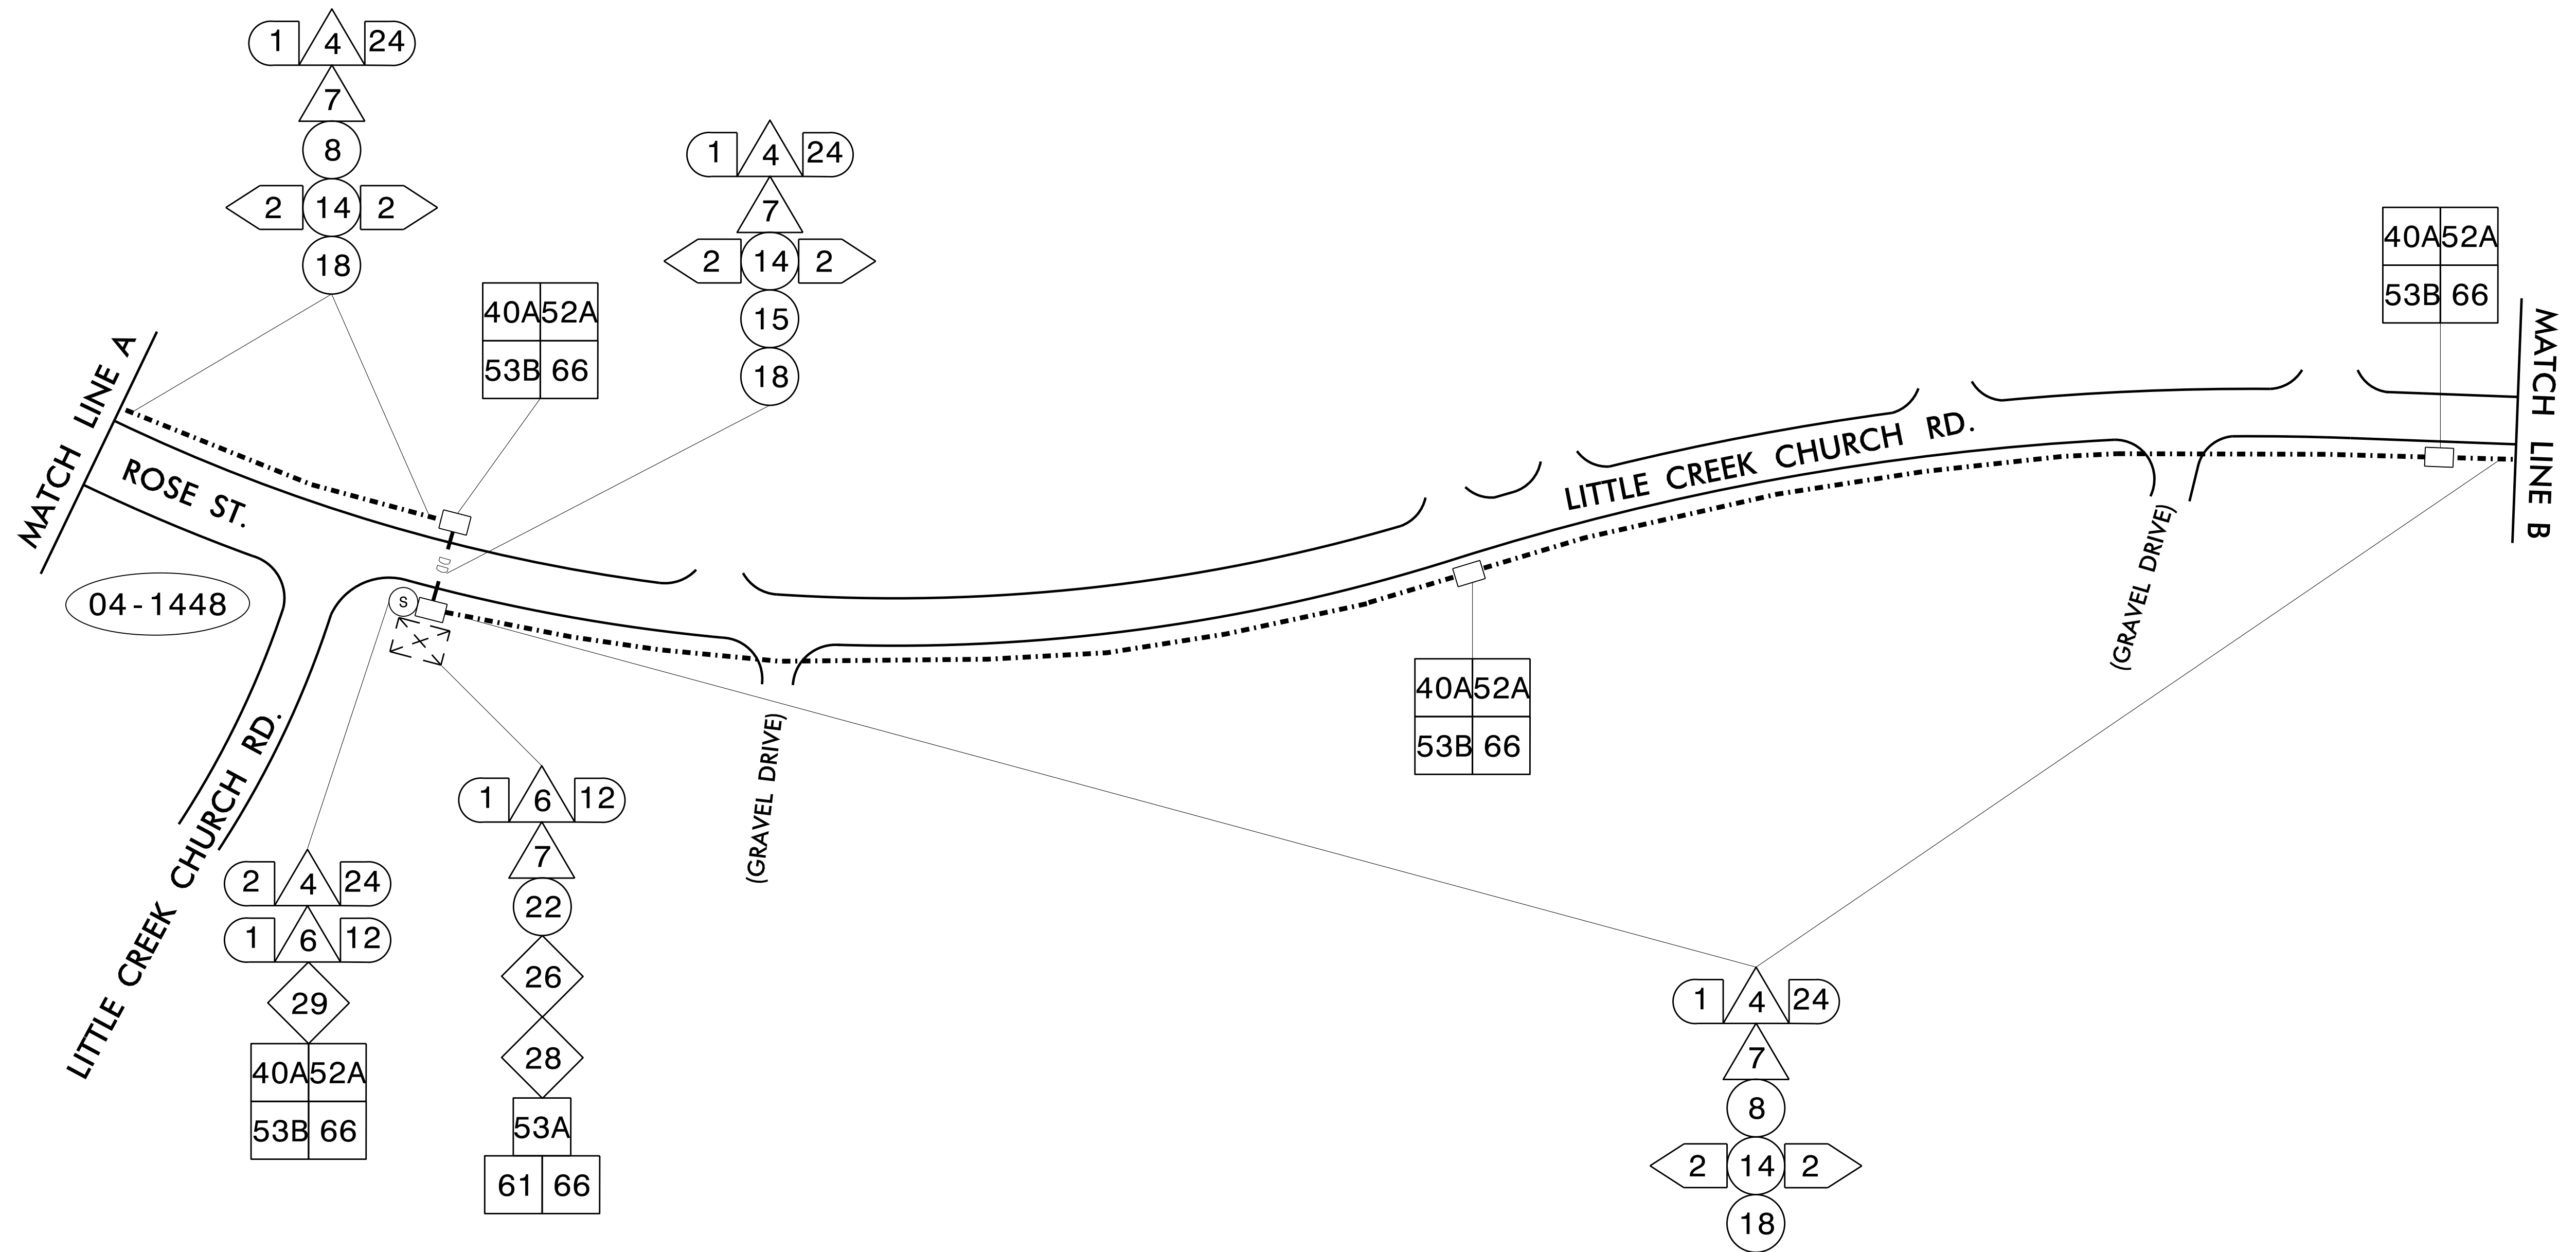 1 4 24
7
8
2 14 2
18
1 4 24
7
2 14 2
15
18
40A 52A
53B 66
40A 52A
53B 66
MATCH LINE A
ROSE ST.
04-1448
LITTLE CREEK CHURCH RD.
MATCH LINE B
DD
S
(GRAVEL DRIVE)
40A 52A
53B 66
LITTLE CREEK CHURCH RD.
(GRAVEL DRIVE)
2 4 24
1 6 12
29
40A 52A
53B 66
1 6 12
7
22
26
28
53A
61 66
1 4 24
7
8
2 14 2
18